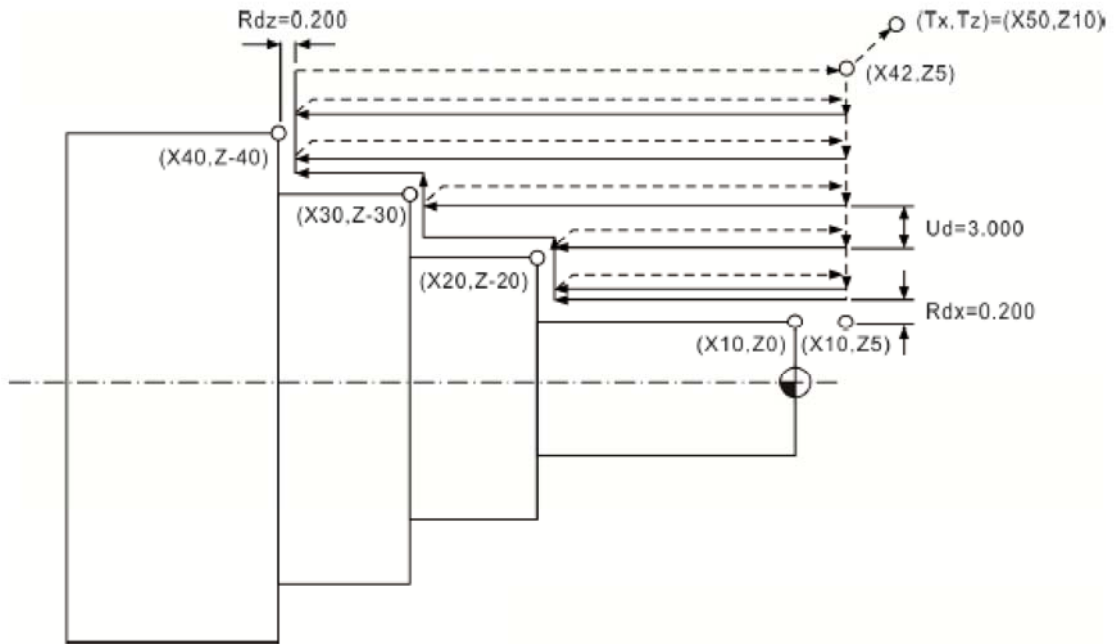 Rdz=0.200
(Tx,Tz)=(X50,Z10)
(X42,Z5)
(X40,Z-40)
(X30,Z-30)
Ud=3.000
(X20,Z-20)
Rdx=0.200
(X10,Z0) (X10,Z5)